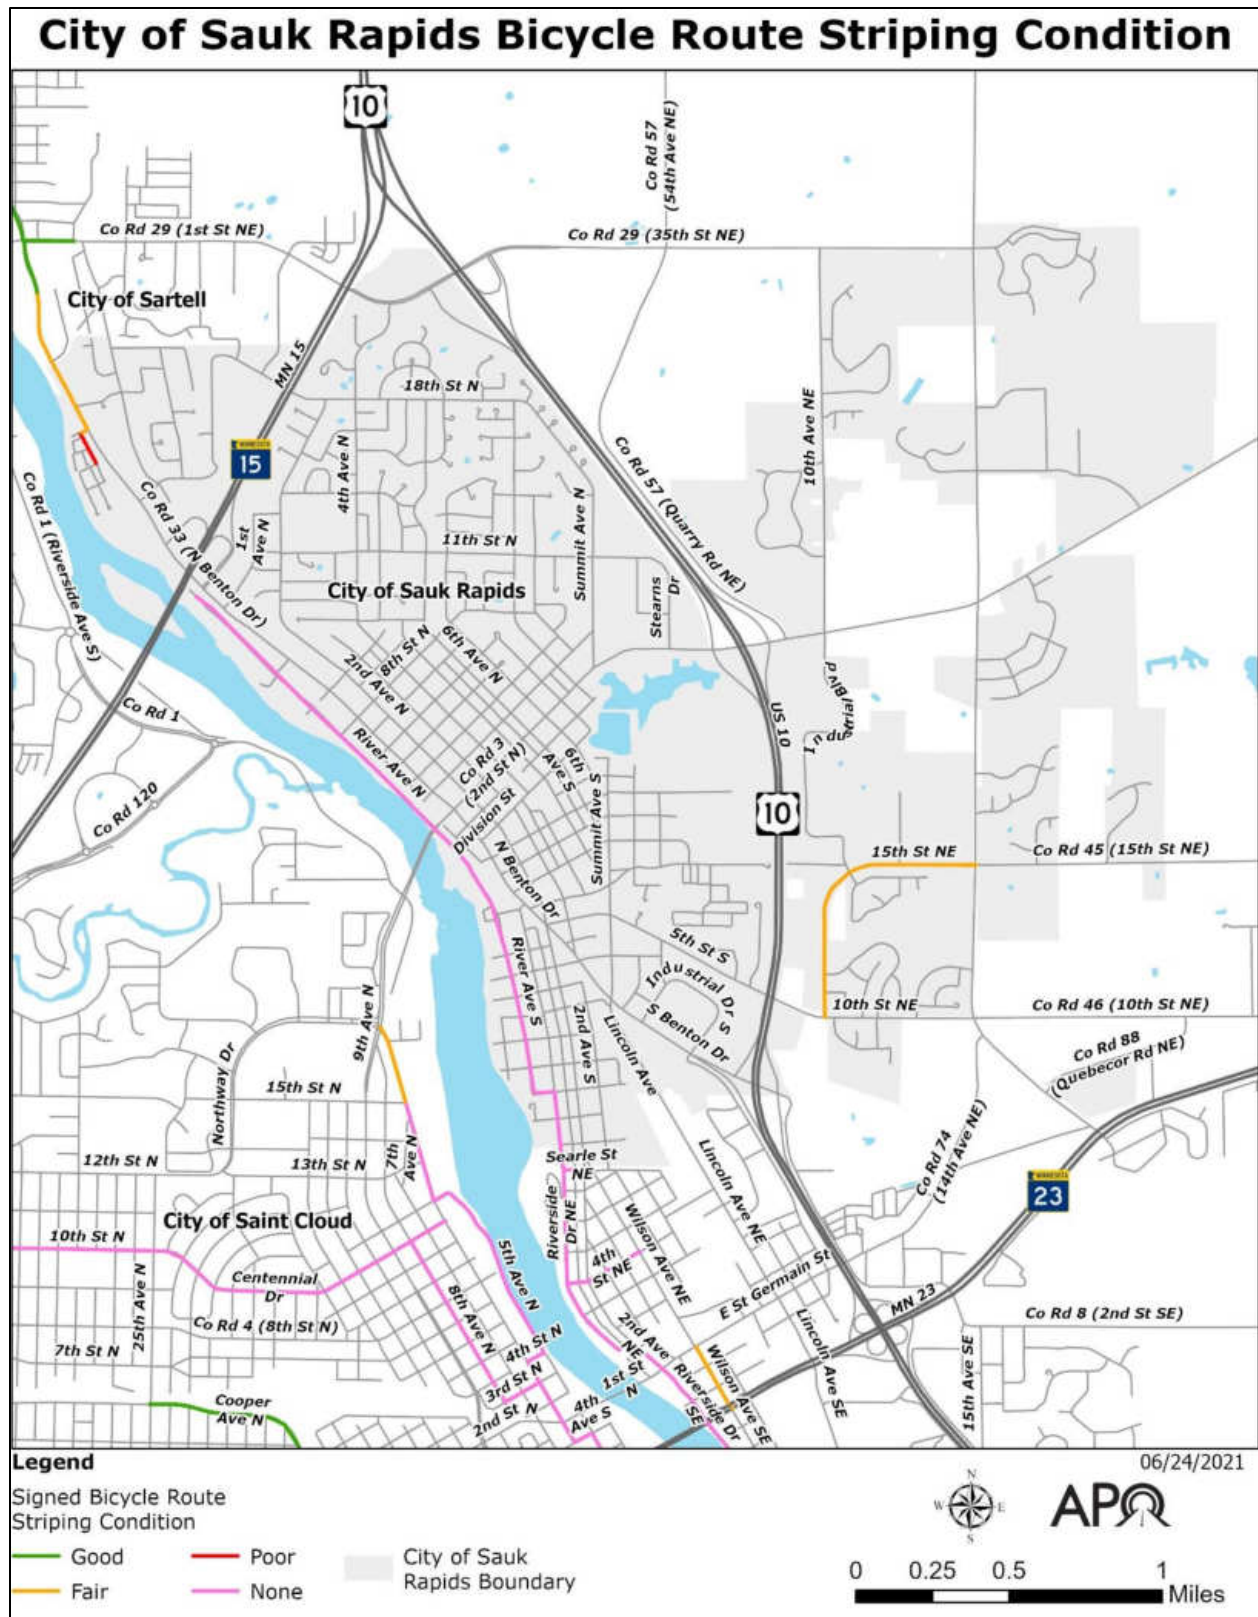 City of Sauk Rapids Bicycle Route Striping Condition
10
Co Rd 57
(54th Ave NE)
Co Rd 29 (1st St NE)
Co Rd 29 (35th St NE)
City of Sartell
MN 15
18th St N
10th Ave NE
4th Ave N
MINNESOTA
15
Co Rd 57 (Quarry Rd NE)
Co Rd 1 (Riverside Ave S)
Co Rd 33 (N Benton Dr)
1st
Ave N
11th St N
Summit Ave N
City of Sauk Rapids
Stearns
Dr
8th St N
6th Ave N
2nd Ave N
Industrial Blvd
Co Rd 1
US 10
River Ave N
Co Rd 3
(2nd St N)
6th
Ave S
Division St
Summit Ave S
Co Rd 120
10
N Benton Dr
15th St NE
Co Rd 45 (15th St NE)
5th St S
River Ave S
Industrial Dr S
10th St NE
Co Rd 46 (10th St NE)
9th Ave N
2nd Ave S
Lincoln Ave
S Benton Dr
Co Rd 88
(Quebecor Rd NE)
Northway Dr
15th St N
7th
Ave N
12th St N
13th St N
Searle St
NE
Lincoln Ave NE
Co Rd 74
(14th Ave NE)
MINNESOTA
23
City of Saint Cloud
Riverside
Dr NE
Wilson Ave NE
10th St N
5th Ave N
4th
St NE
E St Germain St
25th Ave N
Centennial
Dr
8th Ave N
MN 23
Co Rd 8 (2nd St SE)
Co Rd 4 (8th St N)
7th St N
4th St N
2nd Ave
NE
Lincoln Ave SE
15th Ave SE
3rd St N
1st St
N
Riverside Dr
SE
Wilson Ave SE
Cooper
Ave N
2nd St N
4th
Ave S
Legend
06/24/2021
Signed Bicycle Route
Striping Condition
Good
Poor
Fair
None
City of Sauk
Rapids Boundary
N
W
E
S
APO
0 0.25 0.5 1
Miles